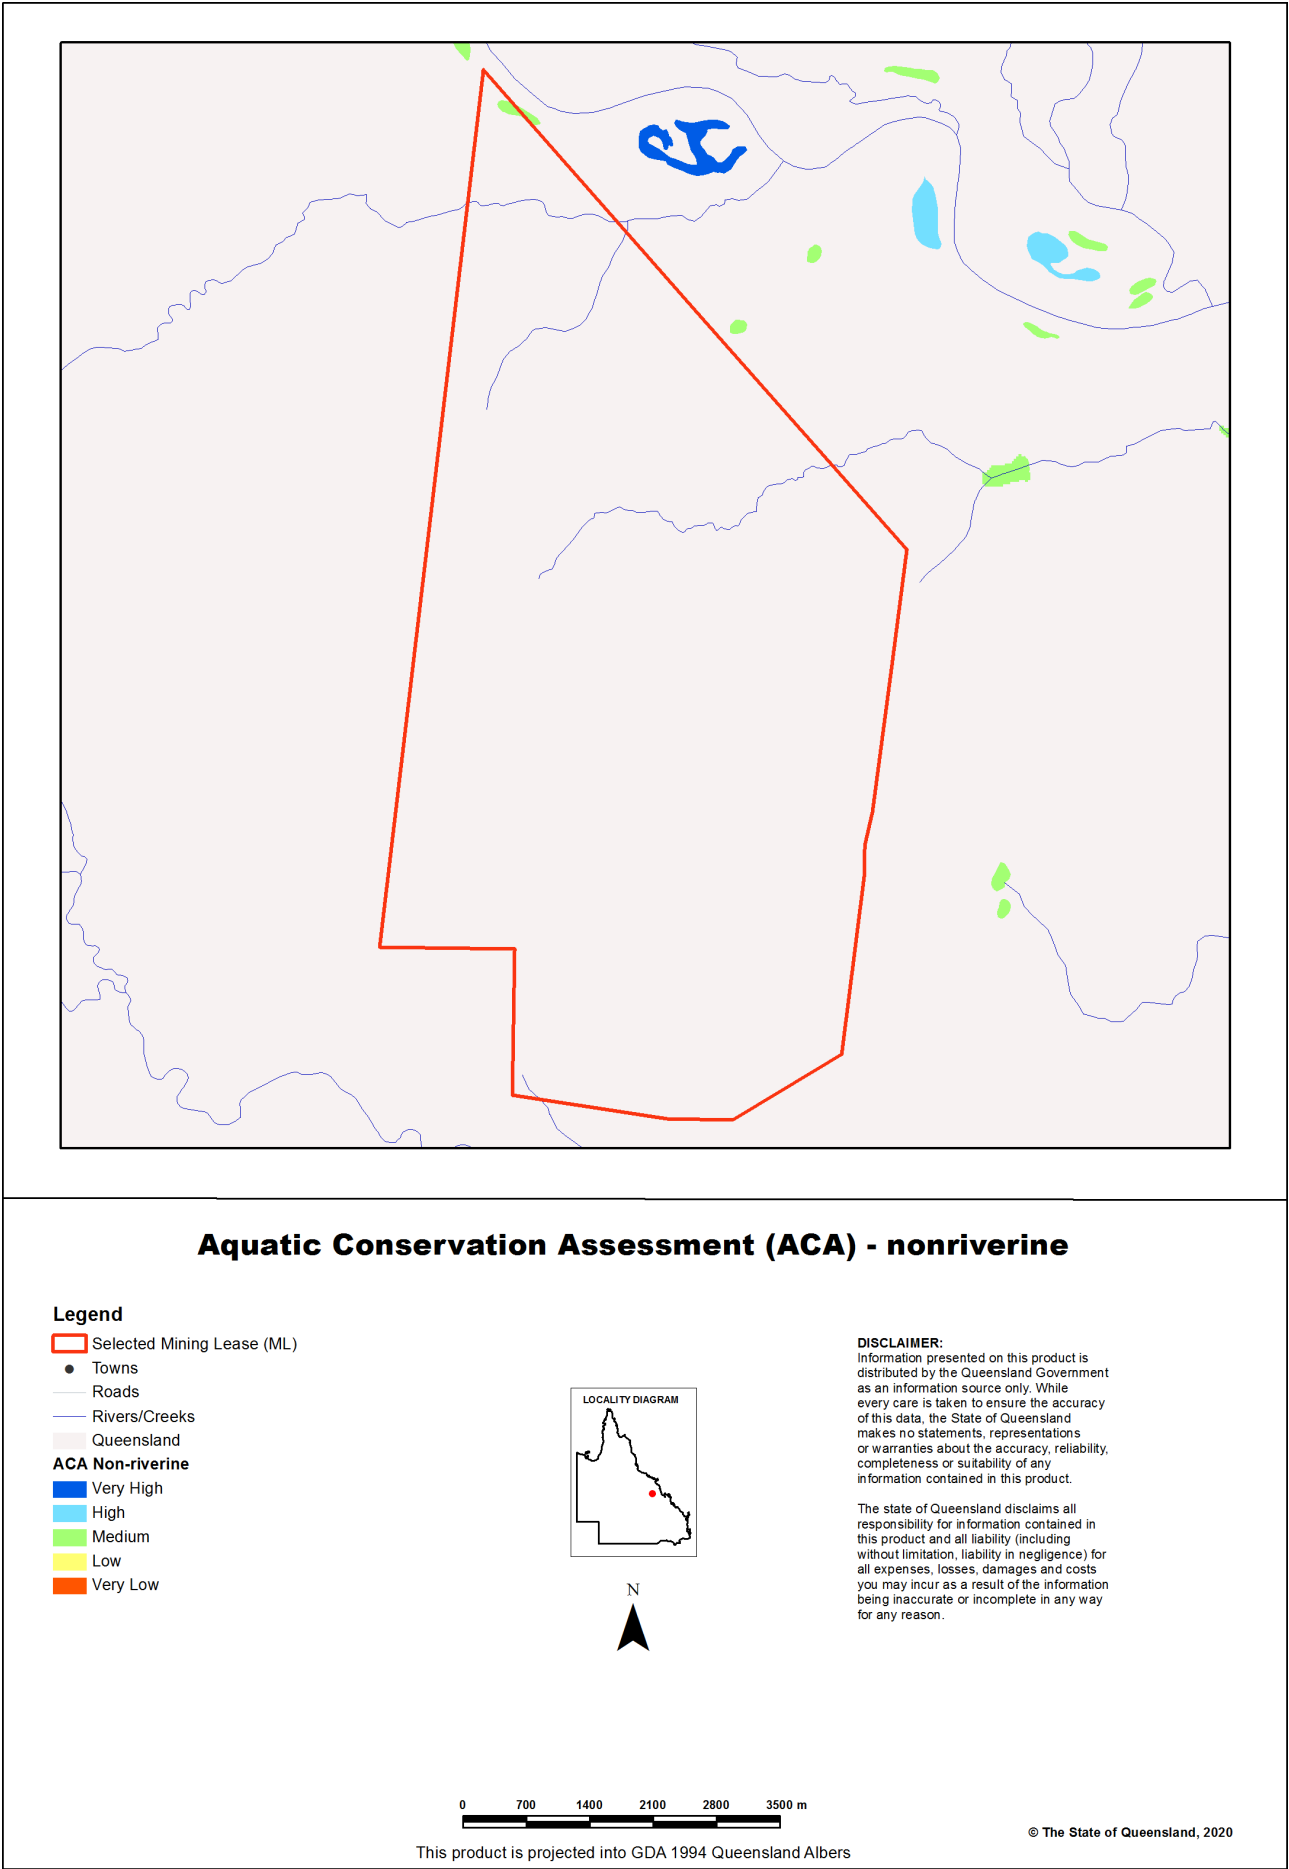 Aquatic Conservation Assessment (ACA) - nonriverine
Legend
Selected Mining Lease (ML)
Towns
Roads
Rivers/Creeks
Queensland
ACA Non-riverine
Very High
High
Medium
Low
Very Low
LOCALITY DIAGRAM
N
DISCLAIMER:
Information presented on this product is
distributed by the Queensland Government
as an information source only. While
every care is taken to ensure the accuracy
of this data, the State of Queensland
makes no statements, representations
or warranties about the accuracy, reliability,
completeness or suitability of any
information contained in this product.
The state of Queensland disclaims all
responsibility for information contained in
this product and all liability (including
without limitation, liability in negligence) for
all expenses, losses, damages and costs
you may incur as a result of the information
being inaccurate or incomplete in any way
for any reason.
0 700 1400 2100 2800 3500 m
This product is projected into GDA 1994 Queensland Albers
© The State of Queensland, 2020